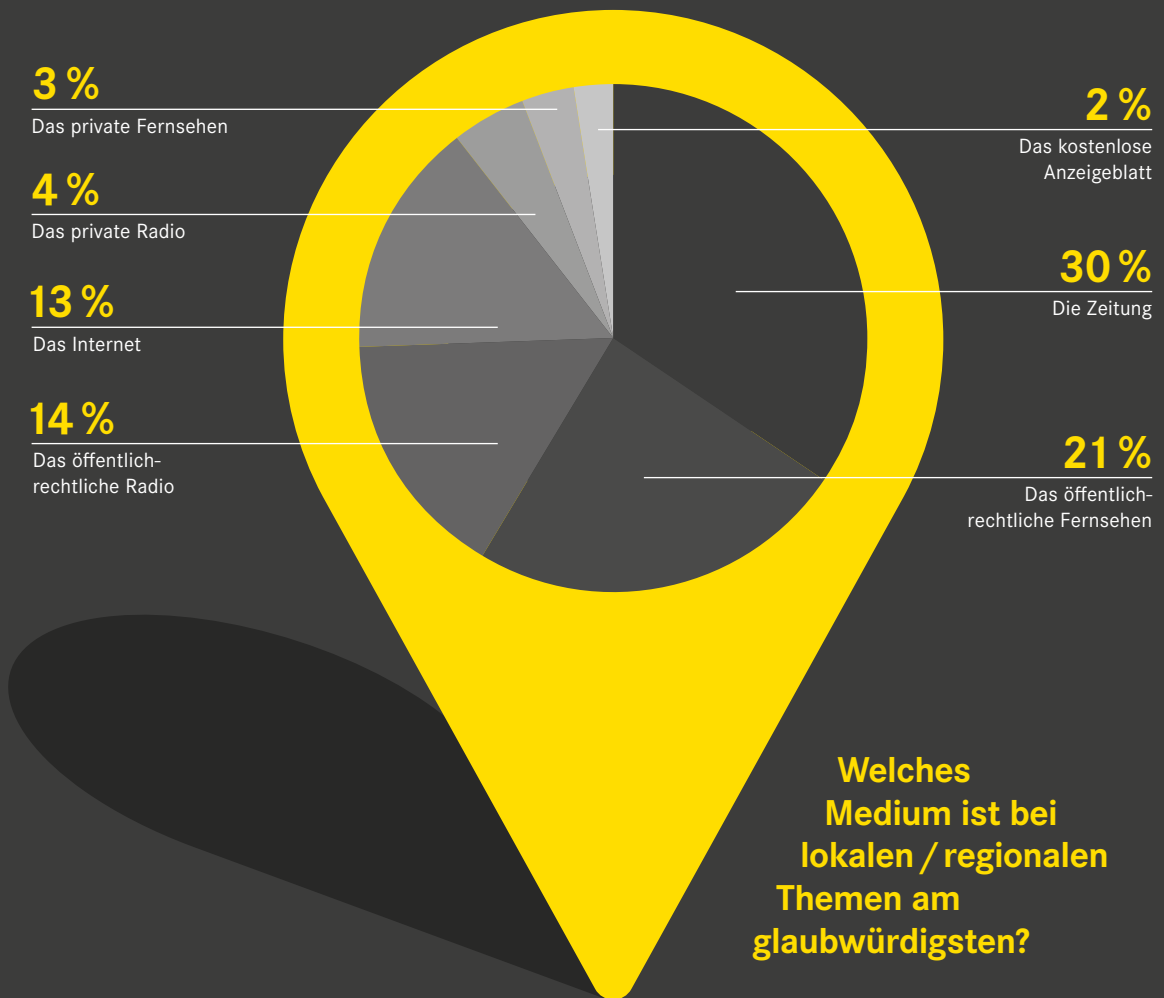 3 %
Das private Fernsehen
4 %
Das private Radio
13 %
Das Internet
14 %
Das öffentlich-
rechtliche Radio
2 %
Das kostenlose
Anzeigeblatt
30 %
Die Zeitung
21 %
Das öffentlich-
rechtliche Fernsehen
Welches
Medium ist bei
lokalen / regionalen
Themen am
glaubwürdigsten?